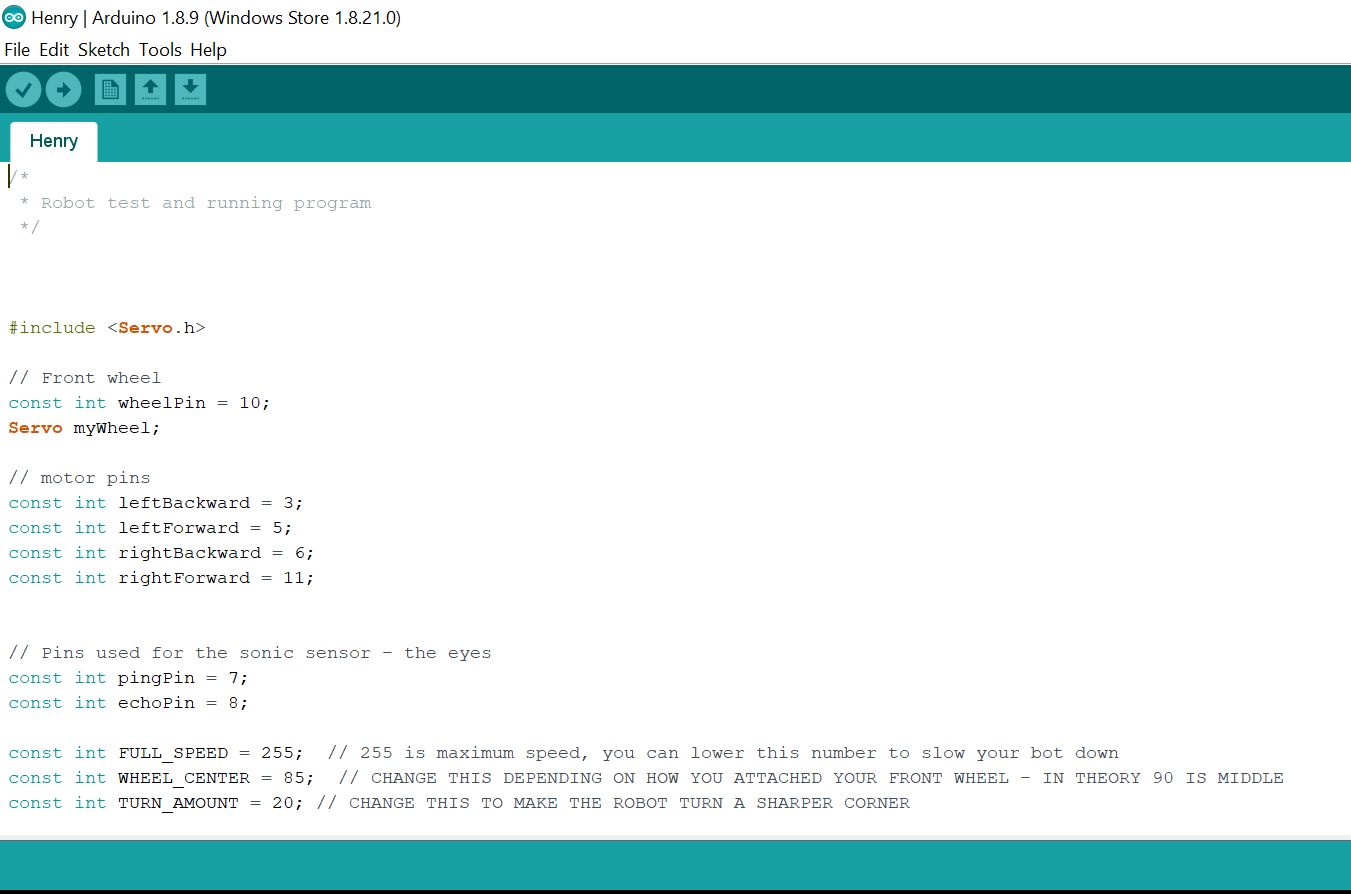 Henry | Arduino 1.8.9 (Windows Store 1.8.21.0)
File Edit Sketch Tools Help
Henry
/*
 * Robot test and running program
 */
#include <Servo.h>
// Front wheel
const int wheelPin = 10;
Servo myWheel;
// motor pins
const int leftBackward = 3;
const int leftForward = 5;
const int rightBackward = 6;
const int rightForward = 11;
// Pins used for the sonic sensor - the eyes
const int pingPin = 7;
const int echoPin = 8;
const int FULL_SPEED = 255;  // 255 is maximum speed, you can lower this number to slow your bot down
const int WHEEL_CENTER = 85;  // CHANGE THIS DEPENDING ON HOW YOU ATTACHED YOUR FRONT WHEEL - IN THEORY 90 IS MIDDLE
const int TURN_AMOUNT = 20; // CHANGE THIS TO MAKE THE ROBOT TURN A SHARPER CORNER